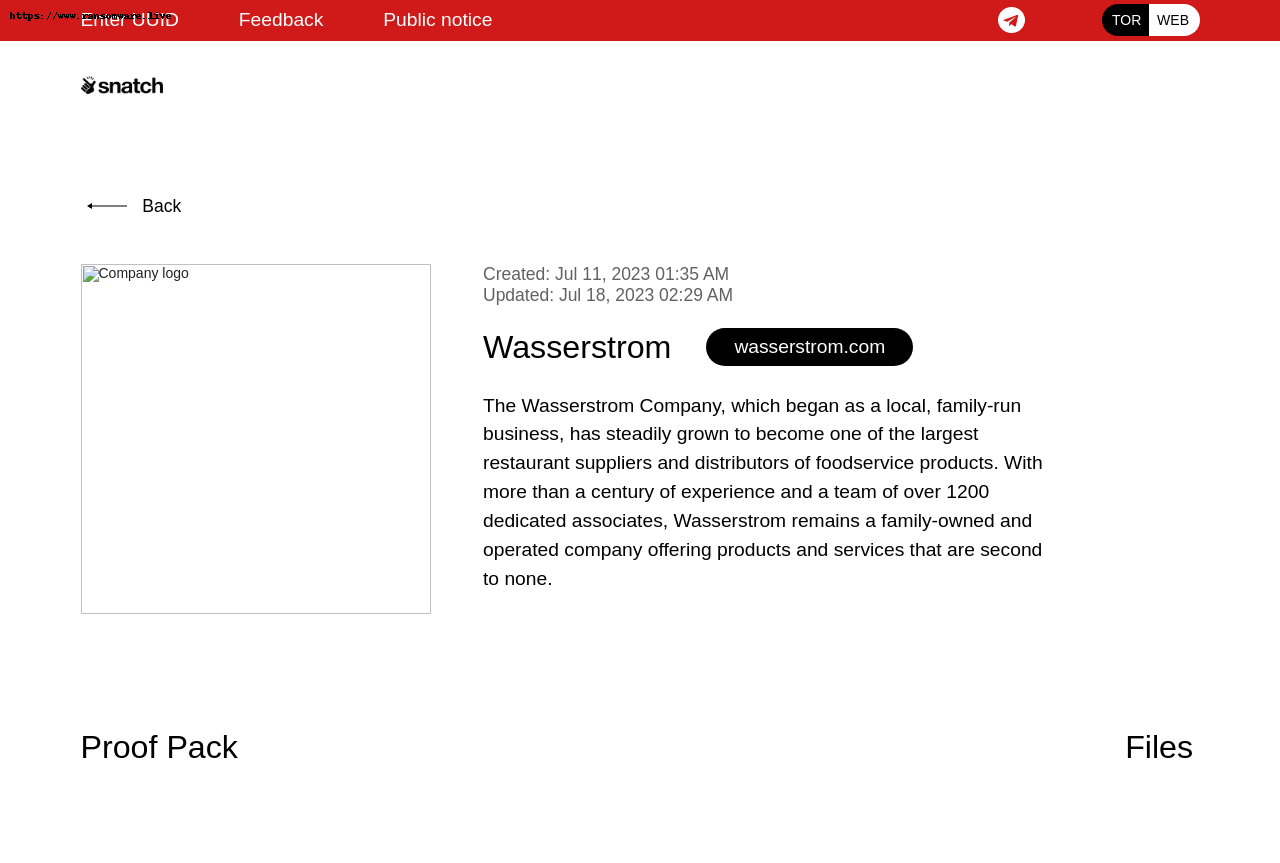 https://www.ransomware.live
Enter UUID
Feedback
Public notice
TOR
WEB
snatch
Back
Company logo
Created: Jul 11, 2023 01:35 AM
Updated: Jul 18, 2023 02:29 AM
Wasserstrom
wasserstrom.com
The Wasserstrom Company, which began as a local, family-run
business, has steadily grown to become one of the largest
restaurant suppliers and distributors of foodservice products. With
more than a century of experience and a team of over 1200
dedicated associates, Wasserstrom remains a family-owned and
operated company offering products and services that are second
to none.
Proof Pack
Files